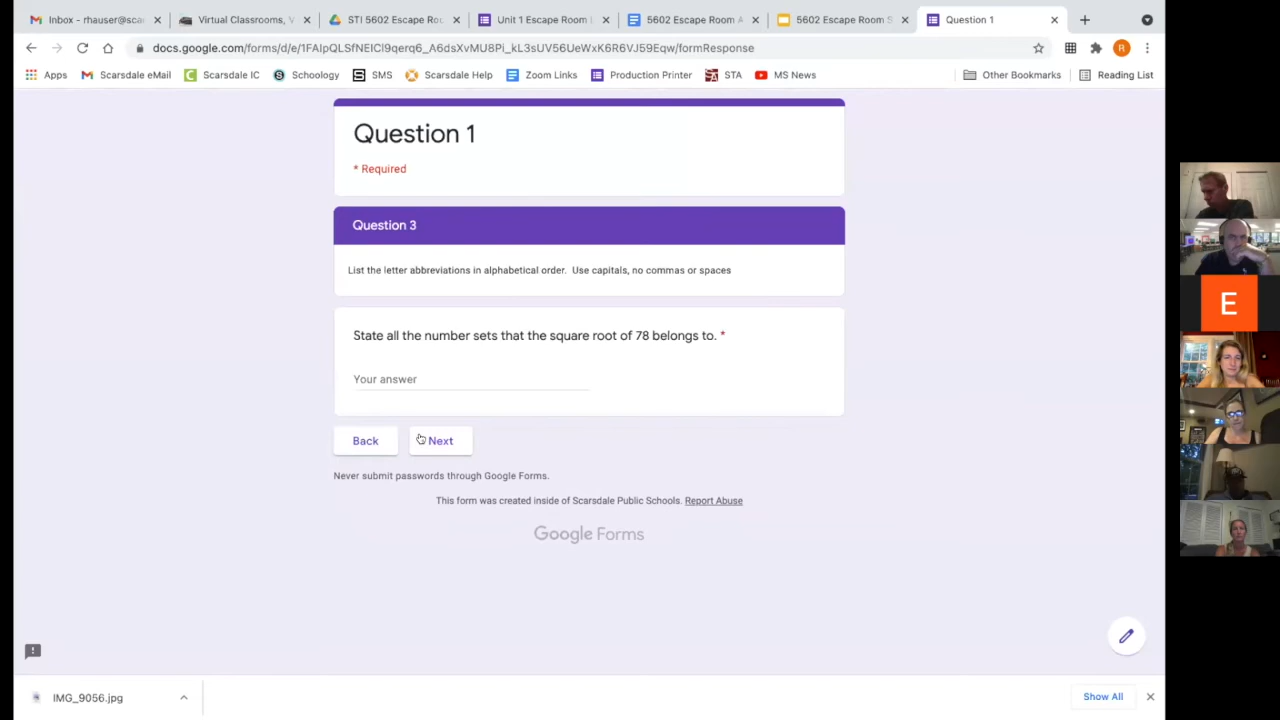 Inbox - rhauser@scar
Virtual Classrooms, V
STI 5602 Escape Rou
Unit 1 Escape Room L
5602 Escape Room A
5602 Escape Room S
Question 1
docs.google.com/forms/d/e/1FAIpQLSfNEICl9qerq6_A6dsXvMU8Pi_kL3sUV56UeWxK6R6VJ59Eqw/formResponse
R
Apps
Scarsdale eMail
Scarsdale IC
Schoology
SMS
Scarsdale Help
Zoom Links
Production Printer
STA
MS News
Other Bookmarks
Reading List
Question 1
* Required
Question 3
List the letter abbreviations in alphabetical order. Use capitals, no commas or spaces
State all the number sets that the square root of 78 belongs to. *
Your answer
Back
Next
Never submit passwords through Google Forms.
This form was created inside of Scarsdale Public Schools. Report Abuse
Google Forms
E
IMG_9056.jpg
Show All